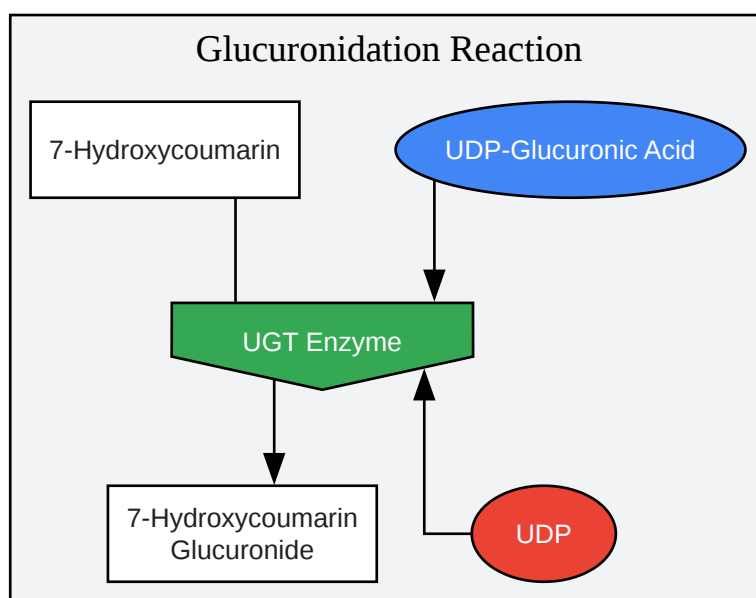 Glucuronidation Reaction
7-Hydroxycoumarin
UDP-Glucuronic Acid
UGT Enzyme
7-Hydroxycoumarin
Glucuronide
UDP